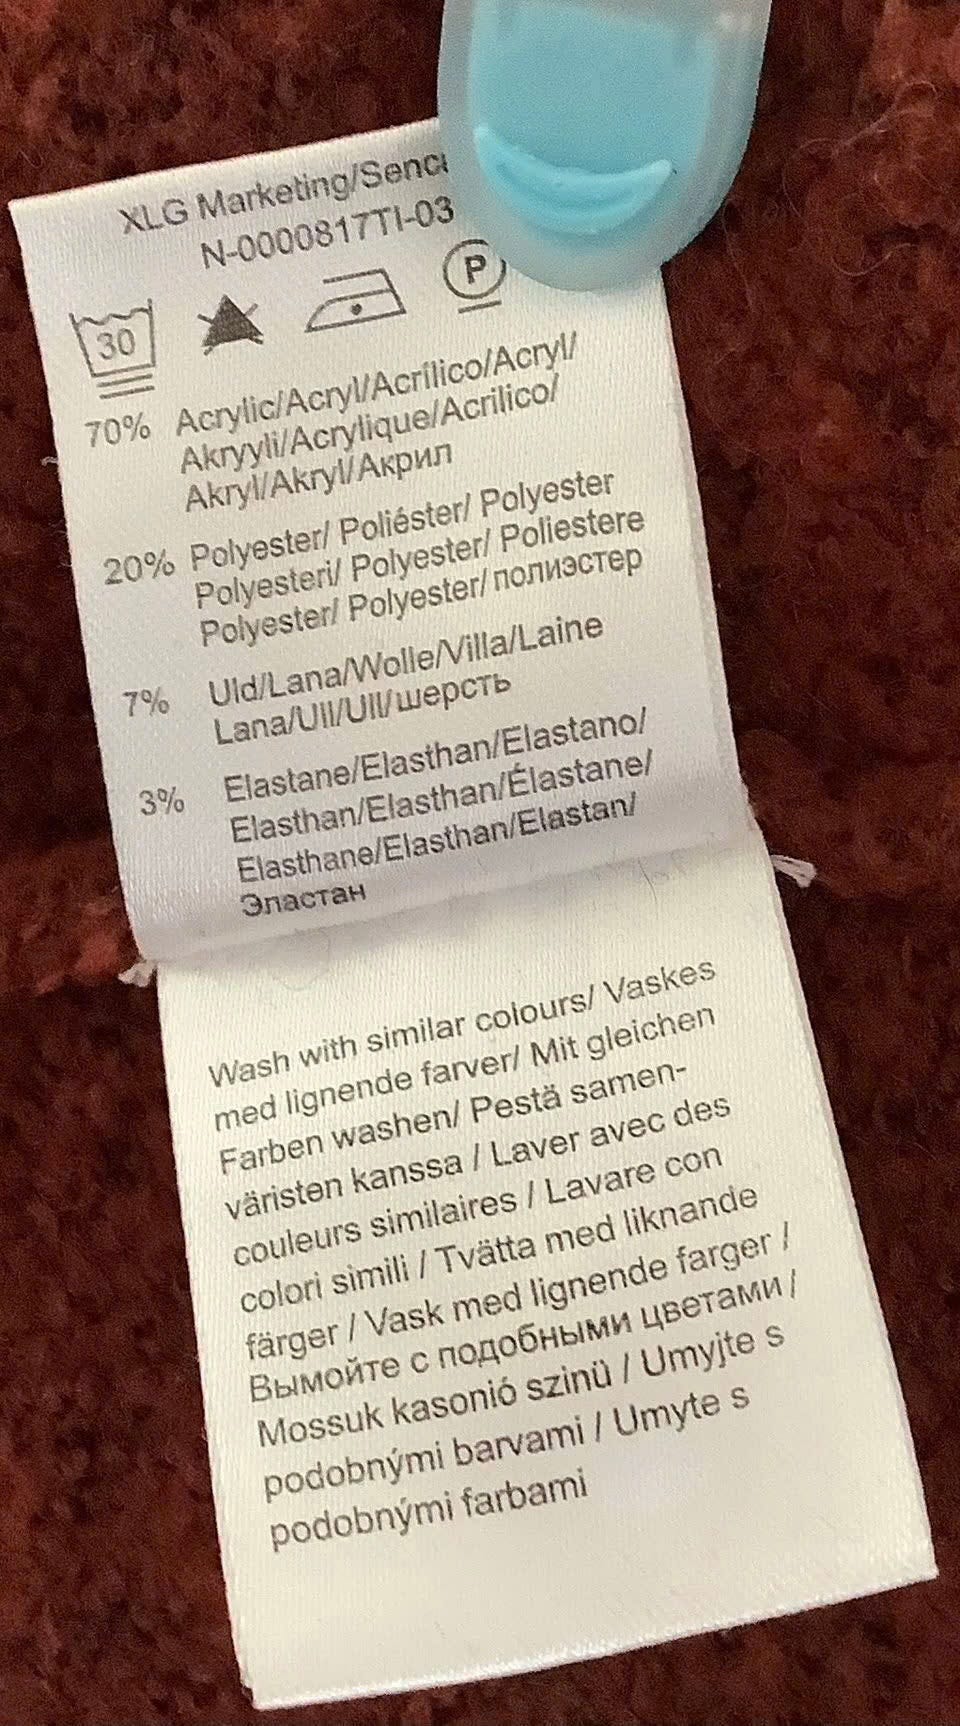 XLG Marketing/
N-0000817TI-03
30
P
70% Acrylic/Acryl/Acrílico/Acryl/
Akryyli/Acrylique/Acrilico/
Akryl/Akryl/Акрил
20% Polyester/ Poliéster/ Polyester
Polyesteri/ Polyester/ Poliestere
Polyester/ Polyester/ полиэстер
7% Uld/Lana/Wolle/Villa/Laine
Lana/Ull/Ull/шерсть
3% Elastane/Elasthan/Elastano/
Elasthan/Elasthan/Élastane/
Elasthane/Elasthan/Elastan/
Эластан
Wash with similar colours/ Vaskes
med lignende farver/ Mit gleichen
Farben washen/ Pestä samen-
väristen kanssa / Laver avec des
couleurs similaires / Lavare con
colori simili / Tvätta med liknande
färger / Vask med lignende farger /
Вымойте с подобными цветами /
Mossuk kasonió szinü / Umyjte s
podobnými barvami / Umyte s
podobnými farbami